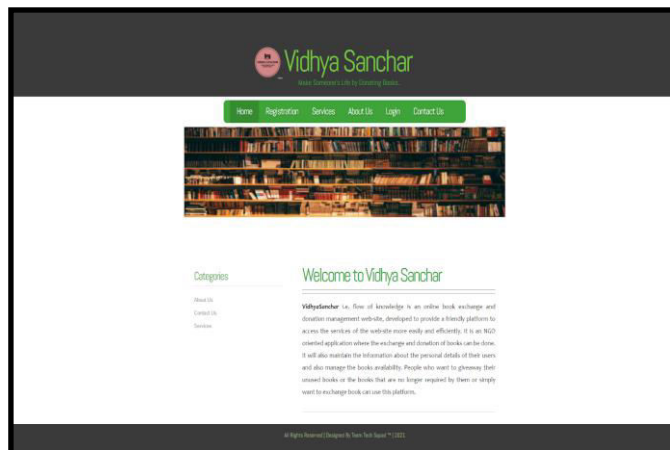 Vidhya Sanchar
Make Someone's Life by Donating Books.
Home Registration Services About Us Login Contact Us
Categories
About Us
Contact Us
Services
Welcome to Vidhya Sanchar
VidhyaSanchar i.e. flow of knowledge is an online book exchange and
donation management web-site, developed to provide a friendly platform to
access the services of the web-site more easily and efficiently. It is an NGO
oriented application where the exchange and donation of books can be done.
It will also maintain the information about the personal details of their users
and also manage the books availability. People who want to giveaway their
unused books or the books that are no longer required by them or simply
want to exchange book can use this platform.
All Rights Reserved | Designed By Team Tech Squad ™ | 2021